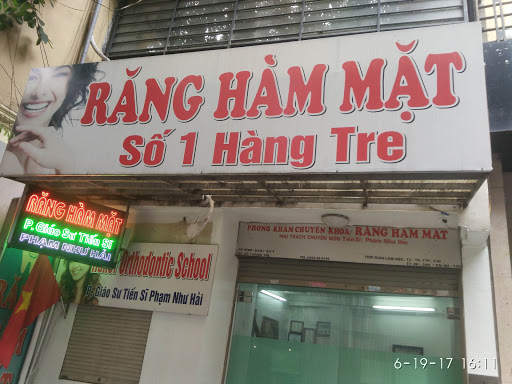 RĂNG HÀM MẶT
Số 1 Hàng Tre
RĂNG HÀM MẶT
P. Giáo Sư Tiến Sĩ
PHẠM NHƯ HẢI
Orthodontic School
P. Giáo Sư Tiến Sĩ Phạm Như Hải
PHÒNG KHÁM CHUYÊN KHOA: RĂNG HÀM MẶT
6-19-17 16:11